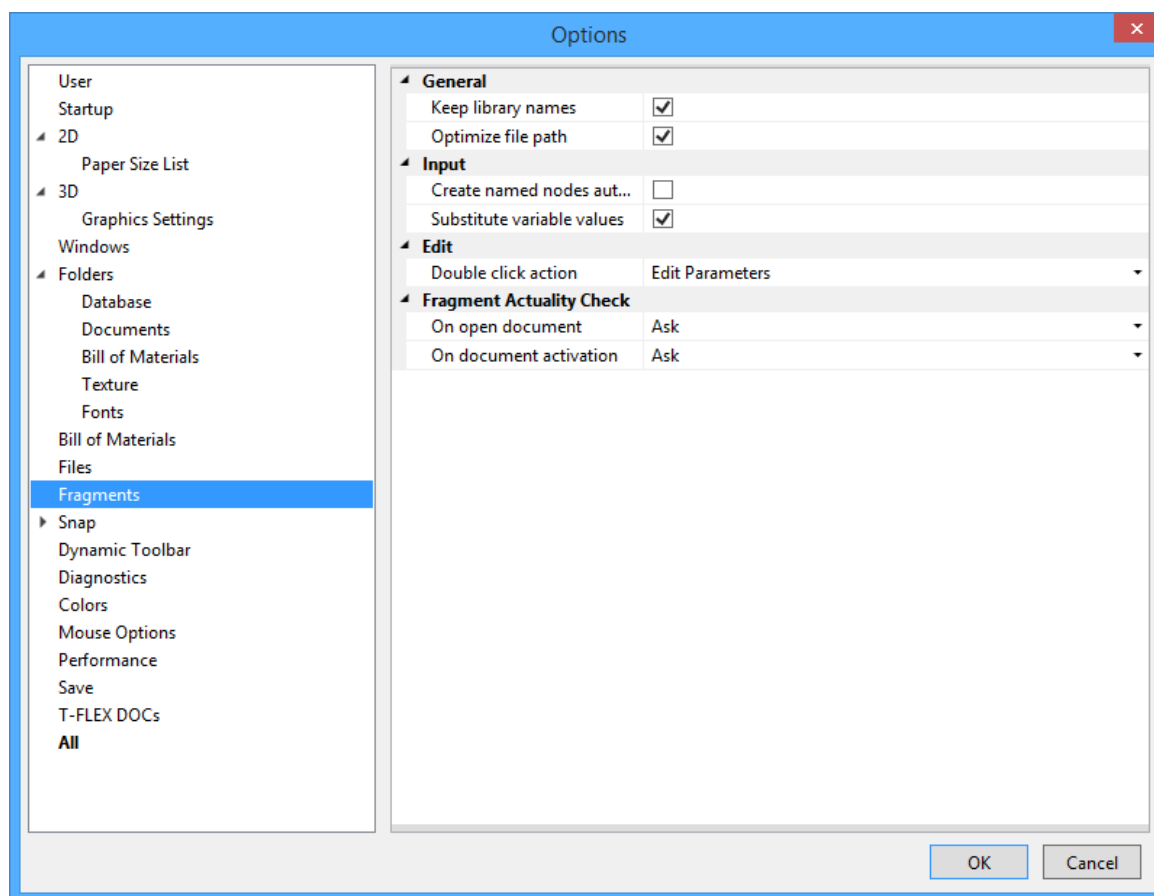 Options
User
Startup
2D
Paper Size List
3D
Graphics Settings
Windows
Folders
Database
Documents
Bill of Materials
Texture
Fonts
Bill of Materials
Files
Fragments
Snap
Dynamic Toolbar
Diagnostics
Colors
Mouse Options
Performance
Save
T-FLEX DOCs
All
General
Keep library names
Optimize file path
Input
Create named nodes aut...
Substitute variable values
Edit
Double click action Edit Parameters
Fragment Actuality Check
On open document Ask
On document activation Ask
OK Cancel